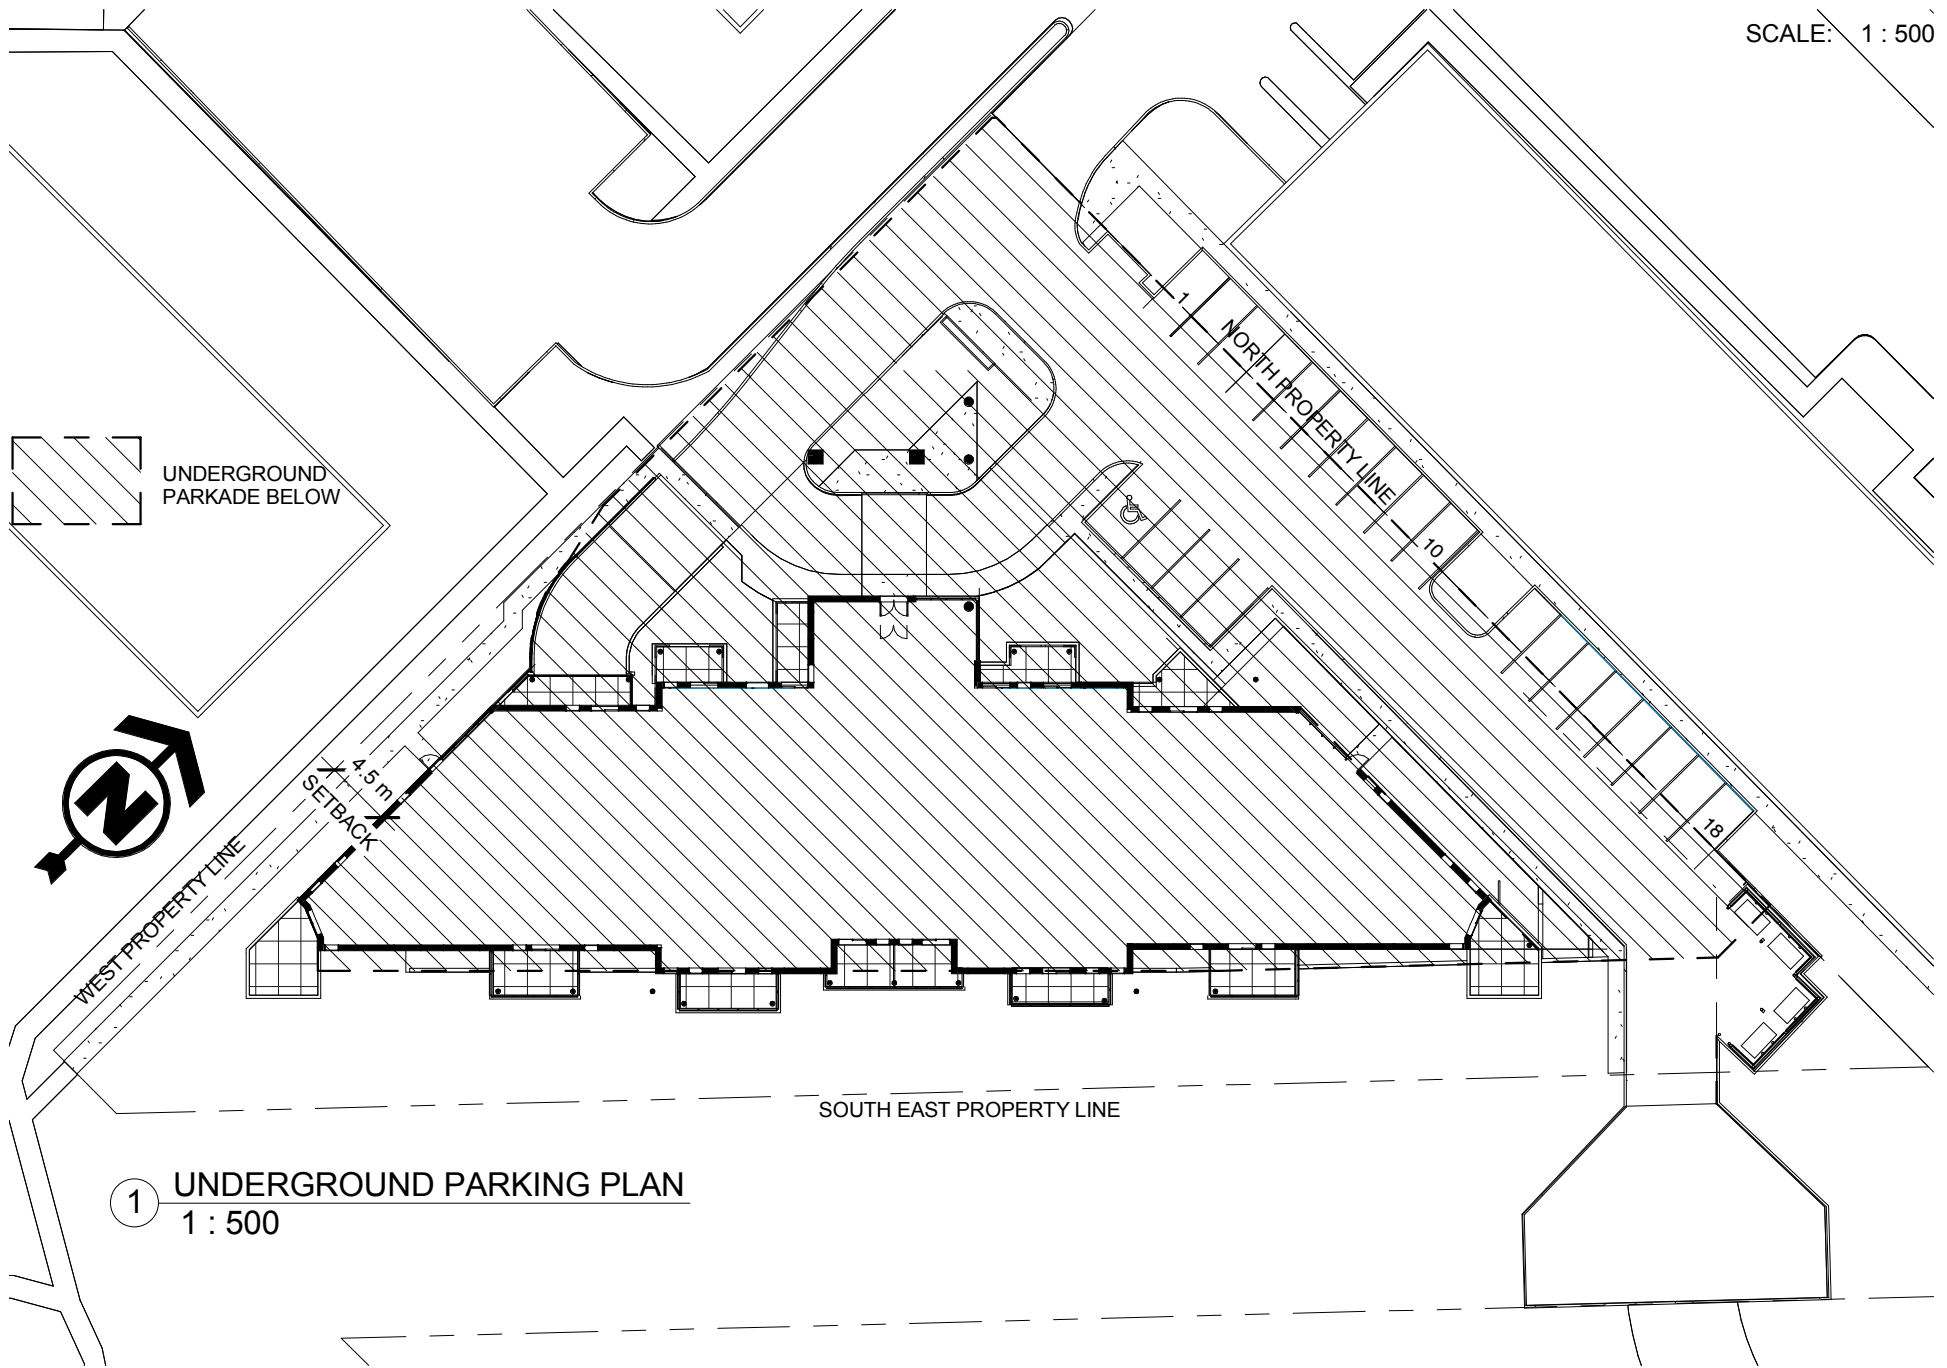 SCALE: 1 : 500
1
NORTH PROPERTY LINE
10
18
UNDERGROUND
PARKADE BELOW
N
4.5 m
SETBACK
WEST PROPERTY LINE
SOUTH EAST PROPERTY LINE
1 UNDERGROUND PARKING PLAN
1 : 500